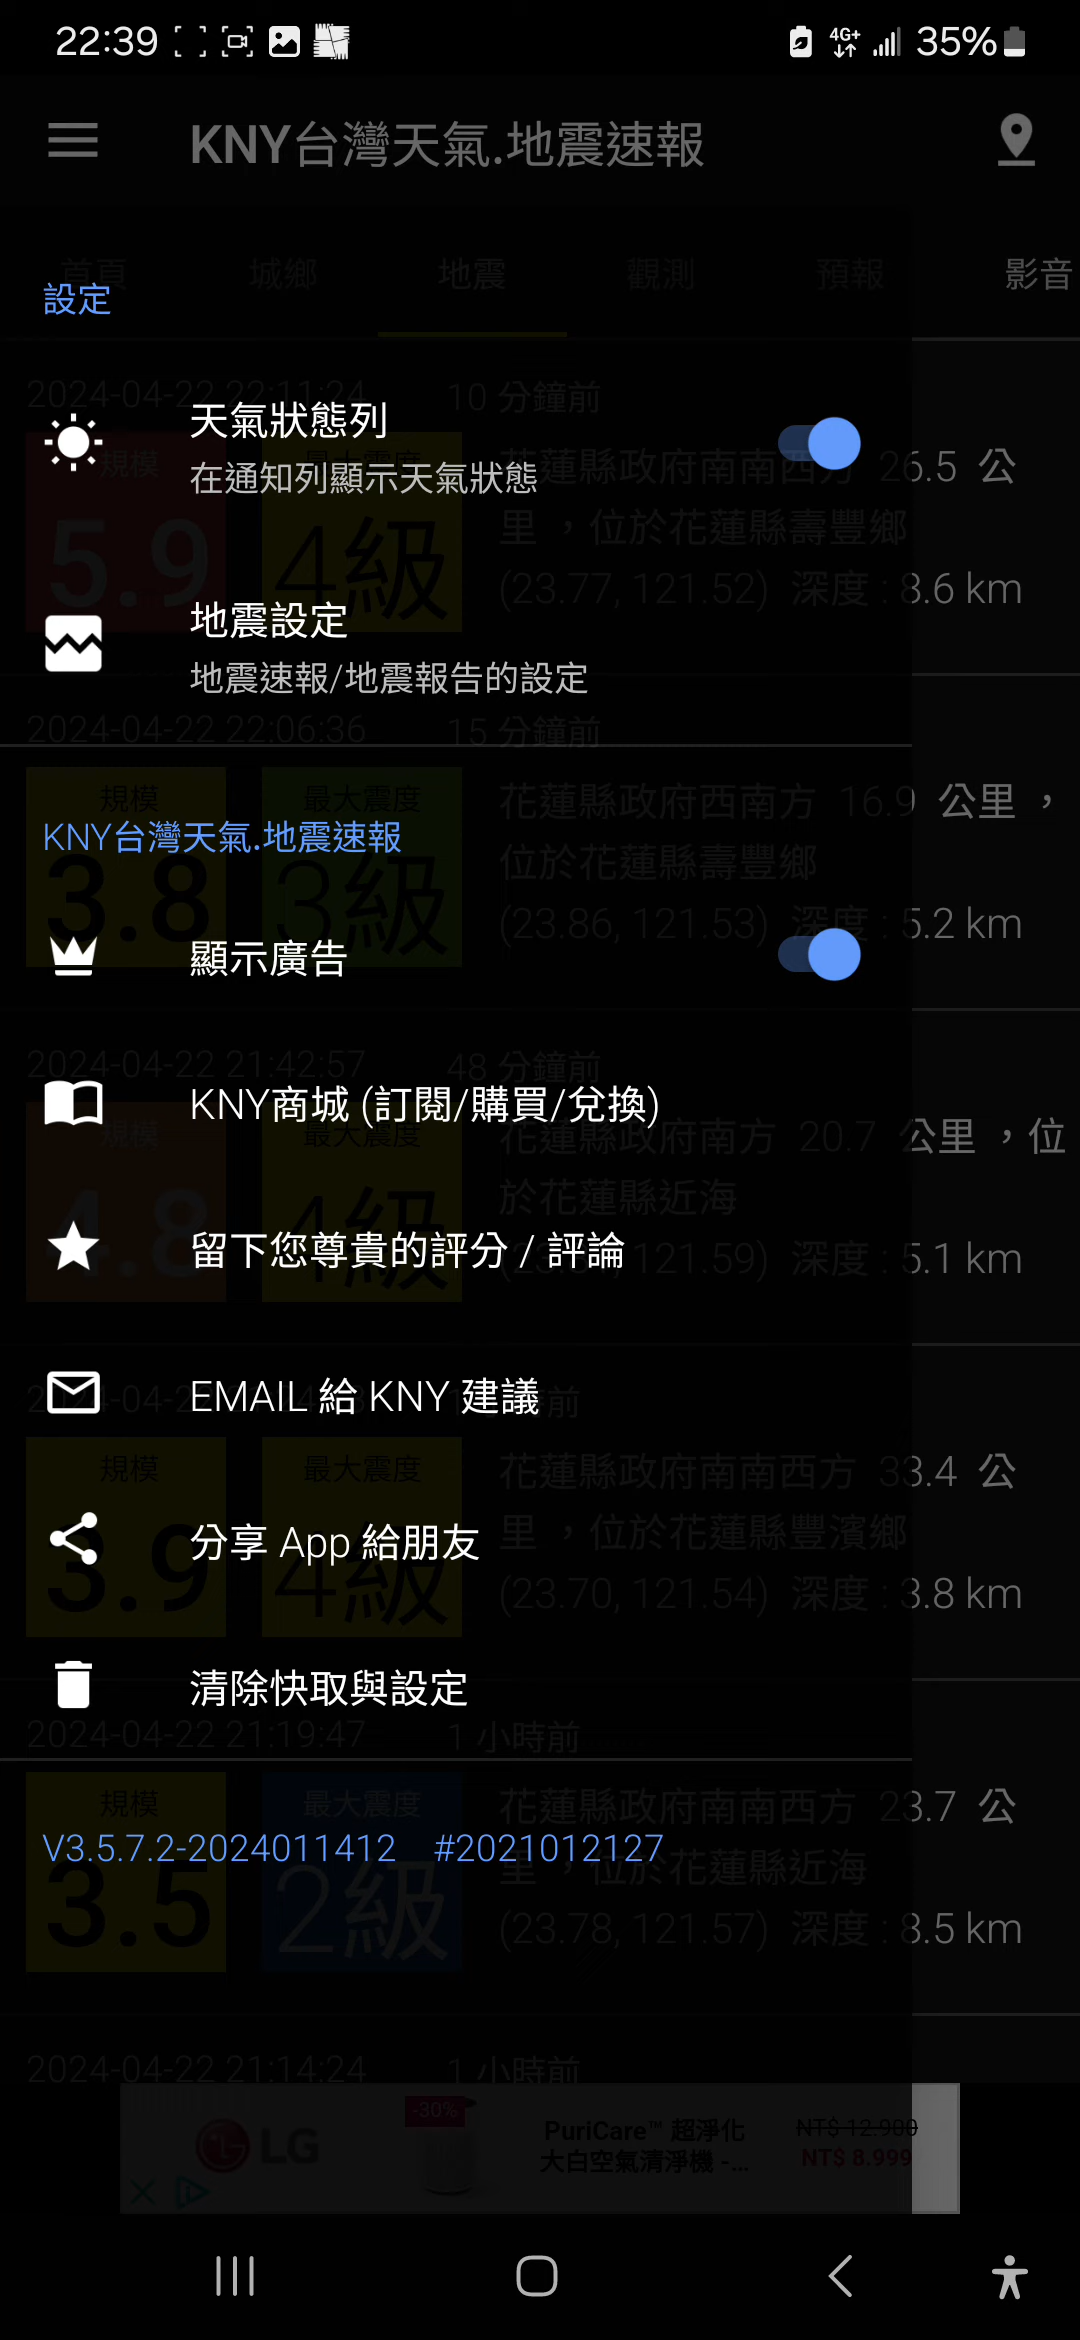 22:39
4G+
35%
KNY台灣天氣.地震速報
首頁 城鄉 地震 觀測 預報 影音
設定
2024-04-22 22:11:24 10 分鐘前
天氣狀態列
在通知列顯示天氣狀態
規模 最大震度
5.9 4級
花蓮縣政府南南西方 26.5 公
里 ，位於花蓮縣壽豐鄉
(23.77, 121.52) 深度 : 8.6 km
地震設定
地震速報/地震報告的設定
2024-04-22 22:06:36 15 分鐘前
規模 最大震度
3.8 3級
花蓮縣政府西南方 16.9 公里 ，
位於花蓮縣壽豐鄉
(23.86, 121.53) 深度 : 5.2 km
KNY台灣天氣.地震速報
顯示廣告
2024-04-22 21:42:57 48 分鐘前
KNY商城 (訂閱/購買/兌換)
規模 最大震度
4.8 4級
花蓮縣政府南方 20.7 公里 ，位
於花蓮縣近海
121.59) 深度 : 5.1 km
留下您尊貴的評分 / 評論
EMAIL 給 KNY 建議
規模 最大震度
3.9 4級
花蓮縣政府南南西方 33.4 公
里 ，位於花蓮縣豐濱鄉
(23.70, 121.54) 深度 : 3.8 km
分享 App 給朋友
清除快取與設定
2024-04-22 21:19:47 1 小時前
規模 最大震度
3.5 2級
花蓮縣政府南南西方 23.7 公
里 ，位於花蓮縣近海
(23.78, 121.57) 深度 : 8.5 km
V3.5.7.2-2024011412 #2021012127
2024-04-22 21:14:24 1 小時前
LG
-30%
PuriCare™ 超淨化
大白空氣清淨機 -...
NT$ 12.900
NT$ 8.999